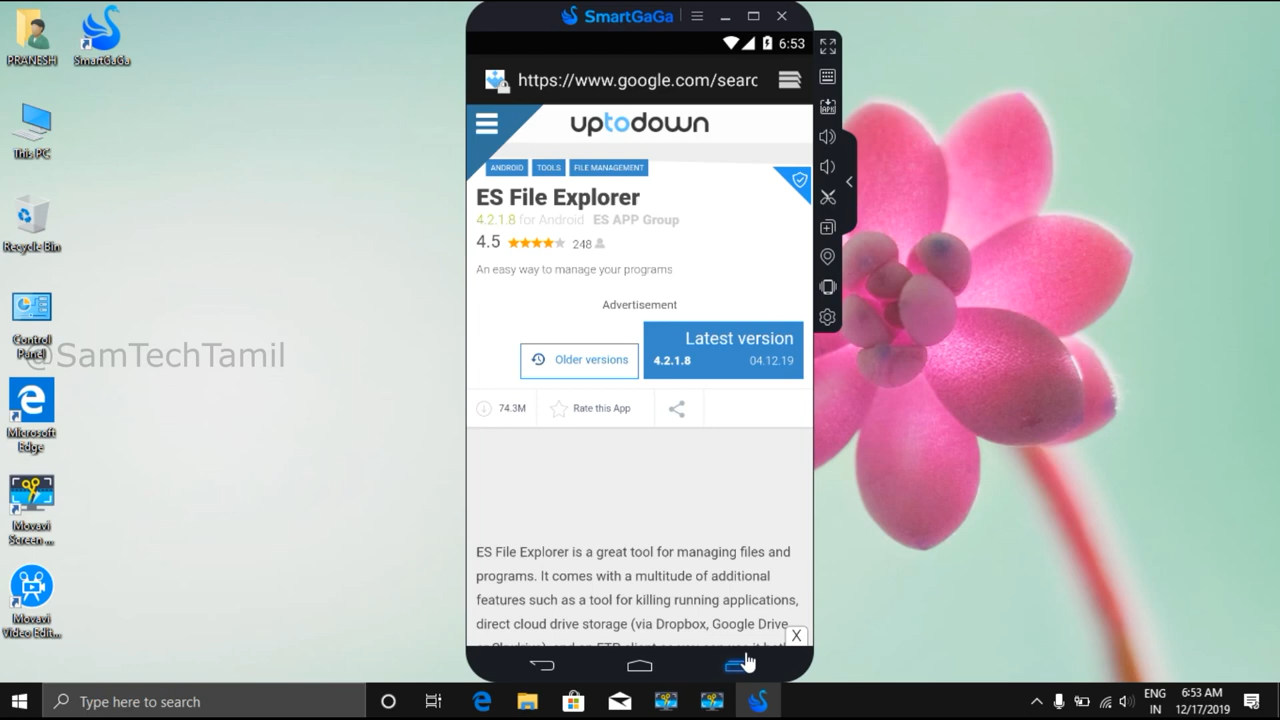 PRANESH
SmartGaGa
This PC
Recycle Bin
Control
Panel
@SamTechTamil
Microsoft
Edge
Movavi
Screen ...
Movavi
Video Edit...
SmartGaGa
6:53
https://www.google.com/searc
uptodown
ANDROID
TOOLS
FILE MANAGEMENT
ES File Explorer
4.2.1.8 for Android ES APP Group
4.5 248
An easy way to manage your programs
Advertisement
Older versions
Latest version
4.2.1.8 04.12.19
74.3M
Rate this App
ES File Explorer is a great tool for managing files and
programs. It comes with a multitude of additional
features such as a tool for killing running applications,
direct cloud drive storage (via Dropbox, Google Drive
X
APK
Type here to search
ENG
IN
6:53 AM
12/17/2019